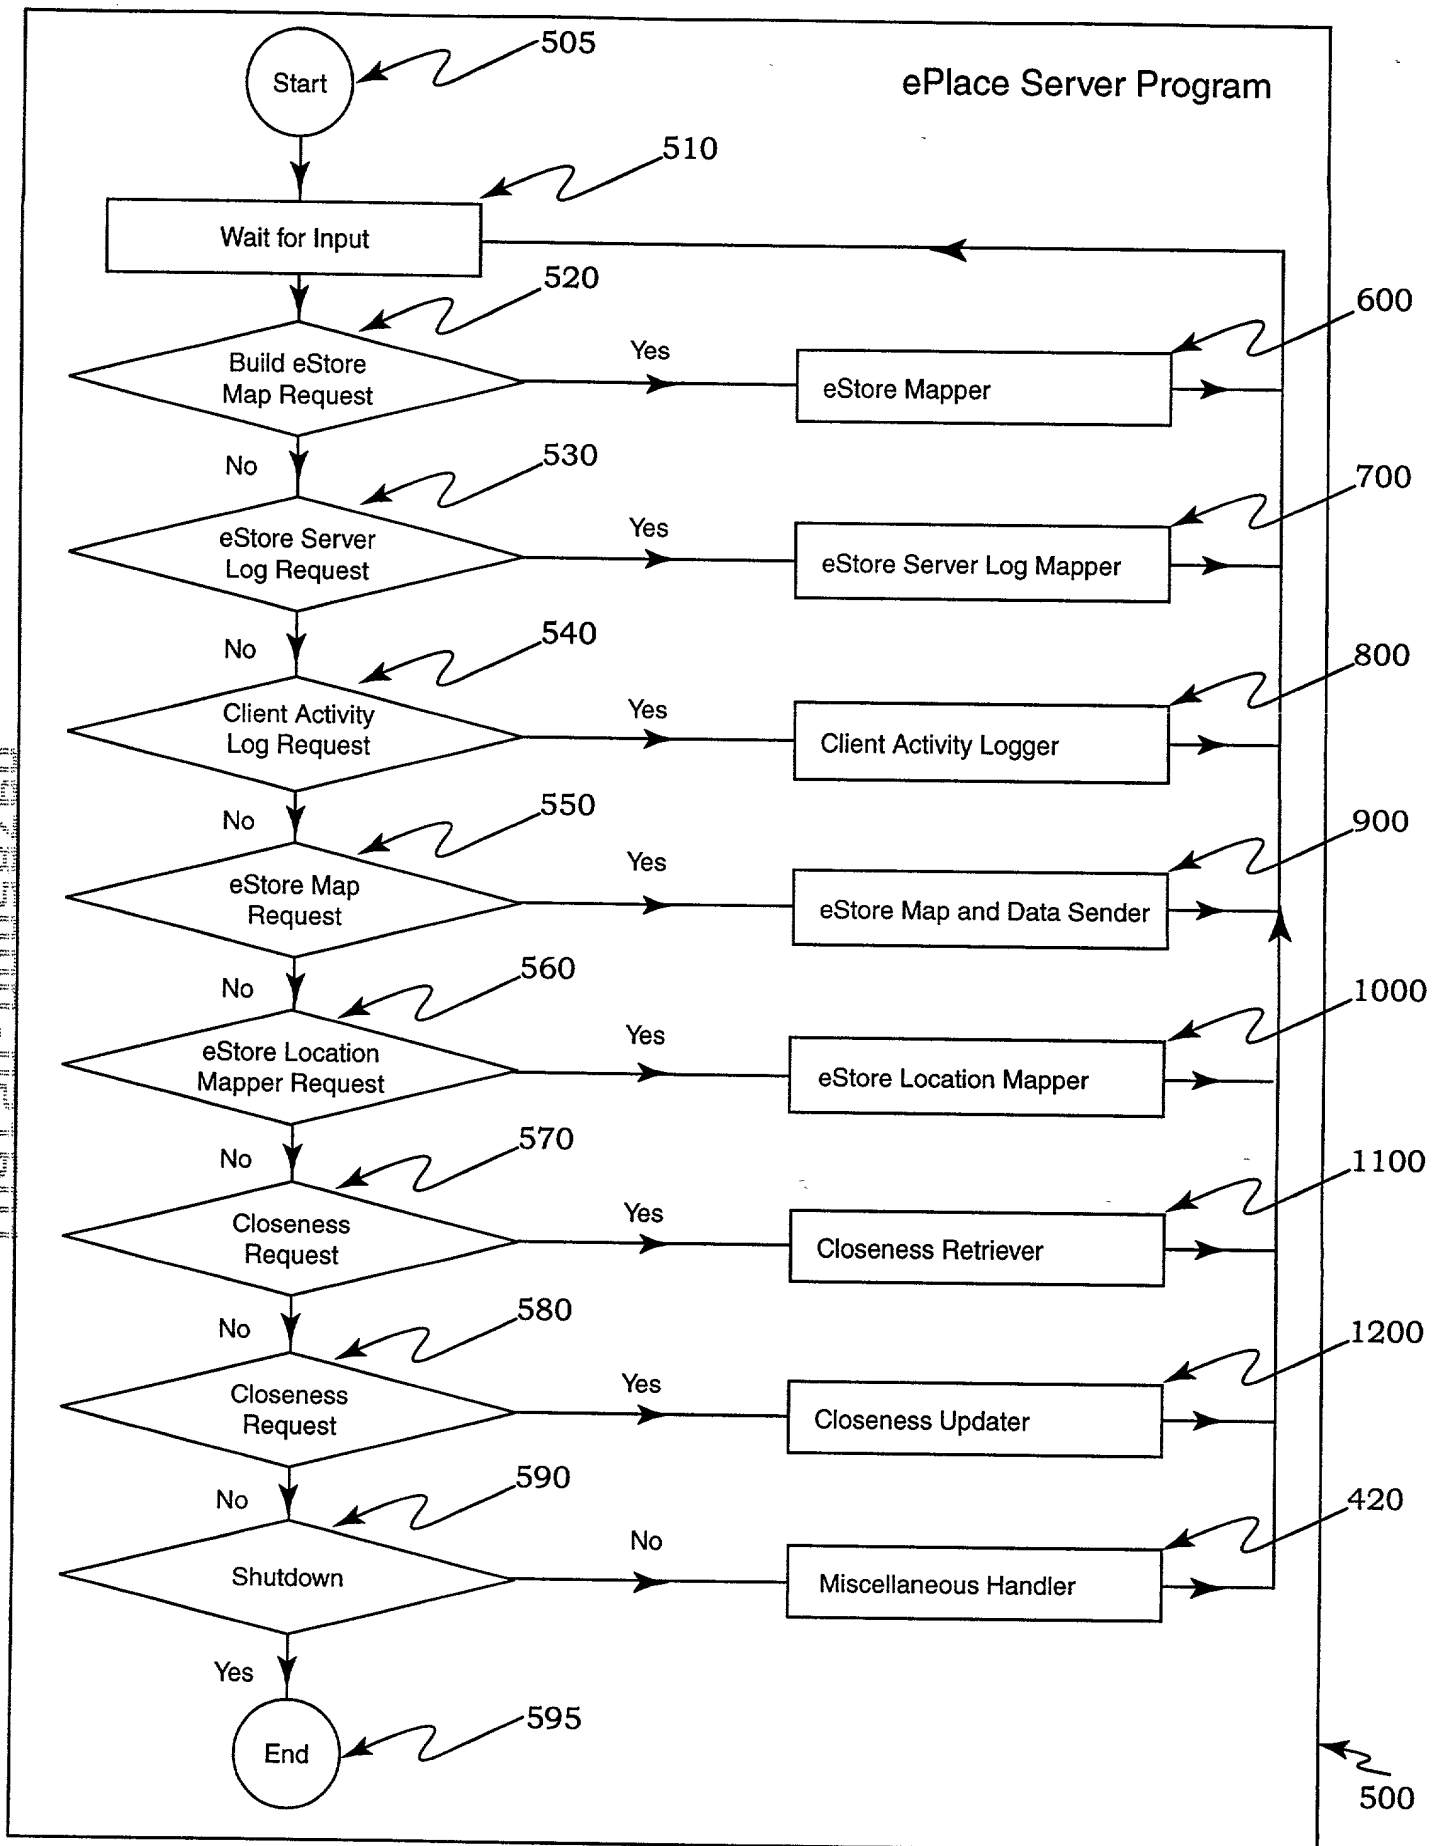 505
Start
ePlace Server Program
510
Wait for Input
520
600
Build eStore
Map Request
Yes
eStore Mapper
No
530
700
eStore Server
Log Request
Yes
eStore Server Log Mapper
No
540
800
Client Activity
Log Request
Yes
Client Activity Logger
No
550
900
eStore Map
Request
Yes
eStore Map and Data Sender
No
560
1000
eStore Location
Mapper Request
Yes
eStore Location Mapper
No
570
1100
Closeness
Request
Yes
Closeness Retriever
No
580
1200
Closeness
Request
Yes
Closeness Updater
No
590
420
Shutdown
No
Miscellaneous Handler
Yes
595
End
500